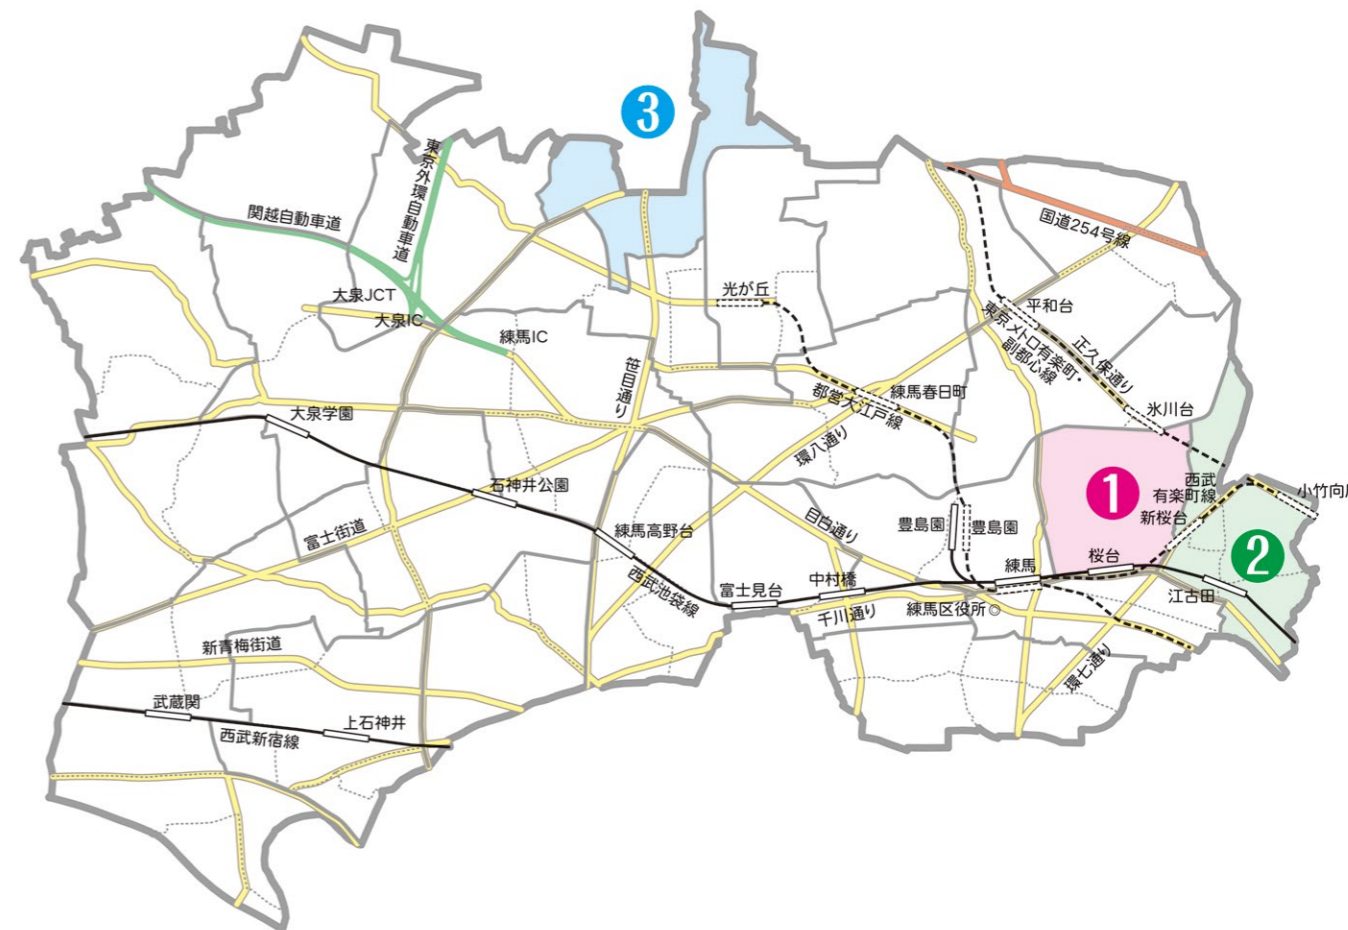 3
東京外環自動車道
関越自動車道
国道254号線
大泉JCT
光が丘
平和台
大泉IC
練馬IC
東京メトロ有楽町・
副都心線
正久保通り
笹目通り
練馬春日町
都営大江戸線
氷川台
大泉学園
環八通り
1
石神井公園
西武
有楽町線
小竹向原
新桜台
富士街道
練馬高野台
目白通り
豊島園
豊島園
2
西武池袋線
富士見台
中村橋
練馬
桜台
江古田
千川通り
練馬区役所◎
新青梅街道
環七通り
武蔵関
上石神井
西武新宿線